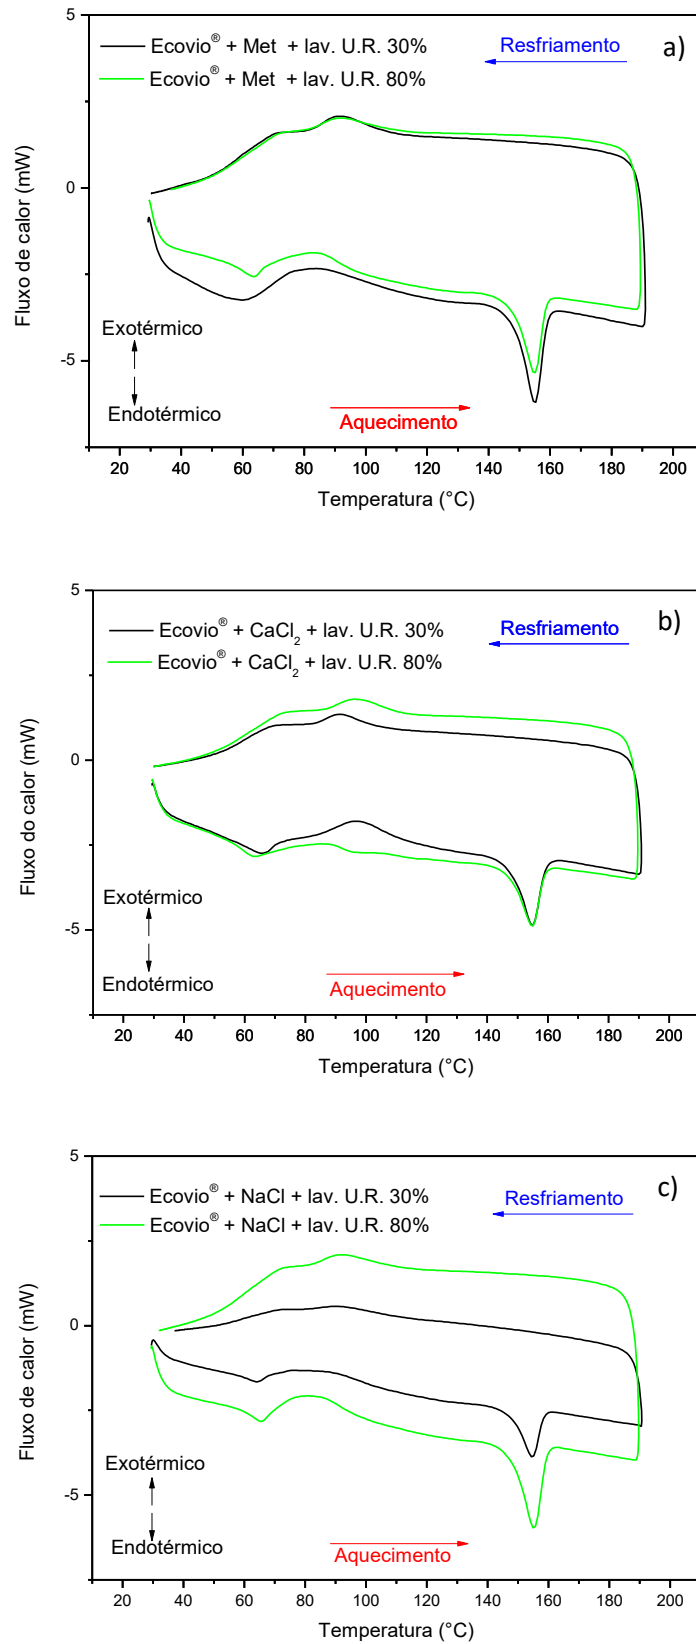 Ecovio® + Met + lav. U.R. 30%
Ecovio® + Met + lav. U.R. 80%
Resfriamento
a)
5
0
-5
Fluxo de calor (mW)
Exotérmico
Endotérmico
Aquecimento
20 40 60 80 100 120 140 160 180 200
Temperatura (°C)
5
Ecovio® + CaCl2 + lav. U.R. 30%
Ecovio® + CaCl2 + lav. U.R. 80%
Resfriamento
b)
0
-5
Fluxo do calor (mW)
Exotérmico
Endotérmico
Aquecimento
20 40 60 80 100 120 140 160 180 200
Temperatura (°C)
5
Ecovio® + NaCl + lav. U.R. 30%
Ecovio® + NaCl + lav. U.R. 80%
Resfriamento
c)
0
-5
Fluxo de calor (mW)
Exotérmico
Endotérmico
Aquecimento
20 40 60 80 100 120 140 160 180 200
Temperatura (°C)